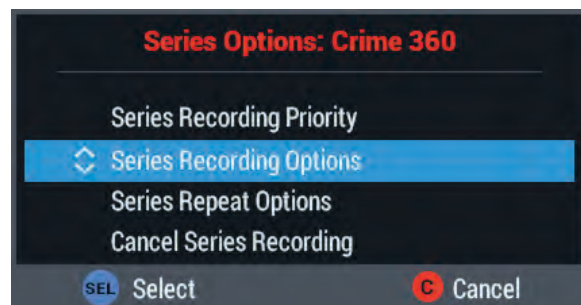 Series Options: Crime 360
Series Recording Priority
Series Recording Options
Series Repeat Options
Cancel Series Recording
SEL Select C Cancel